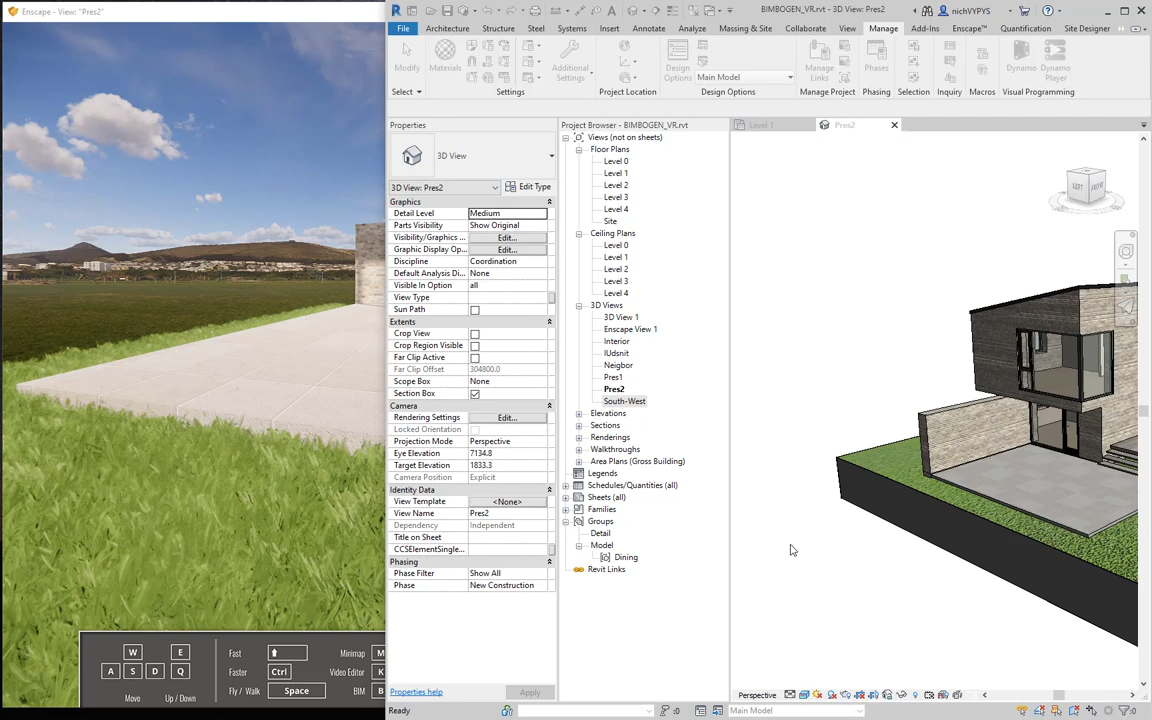 Enscape - View: "Pres2"
nichVYPYS
BIMBOGEN_VR.rvt - 3D View: Pres2
File Architecture Structure Steel Systems Insert Annotate Analyze Massing & Site Collaborate View Manage Add-Ins Enscape™ Quantification Site Designer
Modify
Materials
Additional Settings
Design Options
Main Model
Manage Links
Phases
Dynamo
Dynamo Player
Select Settings Project Location Design Options Manage Project Phasing Selection Inquiry Macros Visual Programming
Properties
3D View
3D View: Pres2 Edit Type
Graphics
Detail Level Medium
Parts Visibility Show Original
Visibility/Graphics ... Edit...
Graphic Display Op... Edit...
Discipline Coordination
Default Analysis Di... None
Visible In Option all
View Type
Sun Path
Extents
Crop View
Crop Region Visible
Far Clip Active
Far Clip Offset 304800.0
Scope Box None
Section Box
Camera
Rendering Settings Edit...
Locked Orientation
Projection Mode Perspective
Eye Elevation 7134.8
Target Elevation 1833.3
Camera Position Explicit
Identity Data
View Template <None>
View Name Pres2
Dependency Independent
Title on Sheet
CCSElementSingle...
Phasing
Phase Filter Show All
Phase New Construction
Properties help Apply
Project Browser - BIMBOGEN_VR.rvt
Views (not on sheets)
Floor Plans
Level 0
Level 1
Level 2
Level 3
Level 4
Site
Ceiling Plans
Level 0
Level 1
Level 2
Level 3
Level 4
3D Views
3D View 1
Enscape View 1
Interior
IUdsnit
Neigbor
Pres1
Pres2
South-West
Elevations
Sections
Renderings
Walkthroughs
Area Plans (Gross Building)
Legends
Schedules/Quantities (all)
Sheets (all)
Families
Groups
Detail
Model
Dining
Revit Links
Level 1 Pres2
LEFT FRONT
Perspective
W E
A S D Q
Move Up / Down
Fast
Faster Ctrl
Fly / Walk Space
Minimap M
Video Editor K
BIM B
Ready :0 Main Model :0